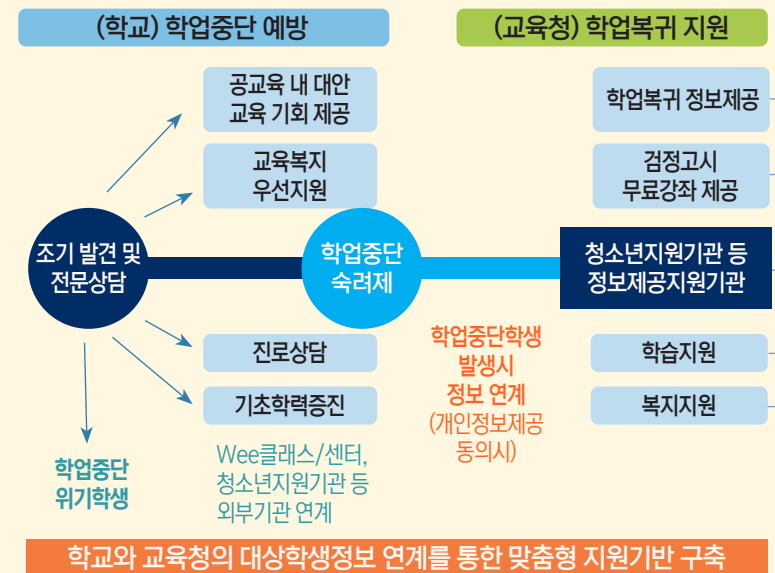 (학교) 학업중단 예방
(교육청) 학업복귀 지원
공교육 내 대안
교육 기회 제공
교육복지
우선지원
조기 발견 및
전문상담
학업중단
숙려제
진로상담
기초학력증진
학업중단
위기학생
Wee클래스/센터,
청소년지원기관 등
외부기관 연계
학업중단학생
발생시
정보 연계
(개인정보제공
동의시)
학업복귀 정보제공
검정고시
무료강좌 제공
청소년지원기관 등
정보제공지원기관
학습지원
복지지원
학교와 교육청의 대상학생정보 연계를 통한 맞춤형 지원기반 구축